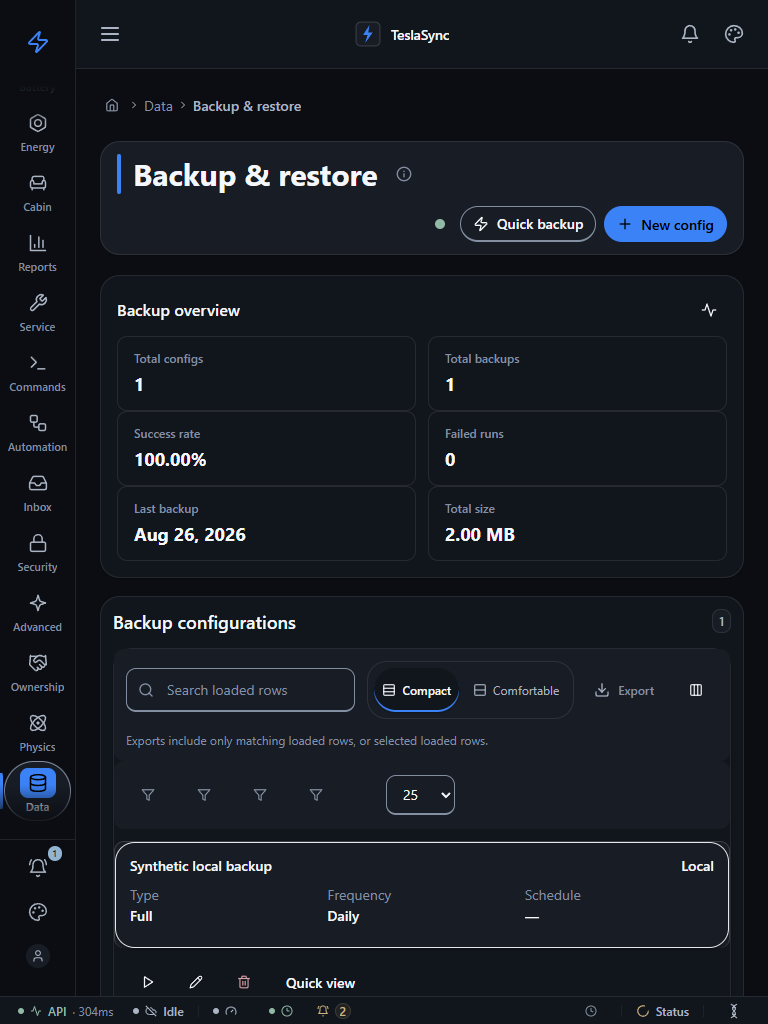 TeslaSync
Data
Backup & restore
Energy
Cabin
Reports
Service
Commands
Automation
Inbox
Security
Advanced
Ownership
Physics
Data
1
Backup & restore
Quick backup
New config
Backup overview
Total configs
1
Total backups
1
Success rate
100.00%
Failed runs
0
Last backup
Aug 26, 2026
Total size
2.00 MB
Backup configurations
1
Search loaded rows
Compact
Comfortable
Export
Exports include only matching loaded rows, or selected loaded rows.
25
Synthetic local backup
Local
Type
Frequency
Schedule
Full
Daily
—
Quick view
API · 304ms
Idle
2
Status